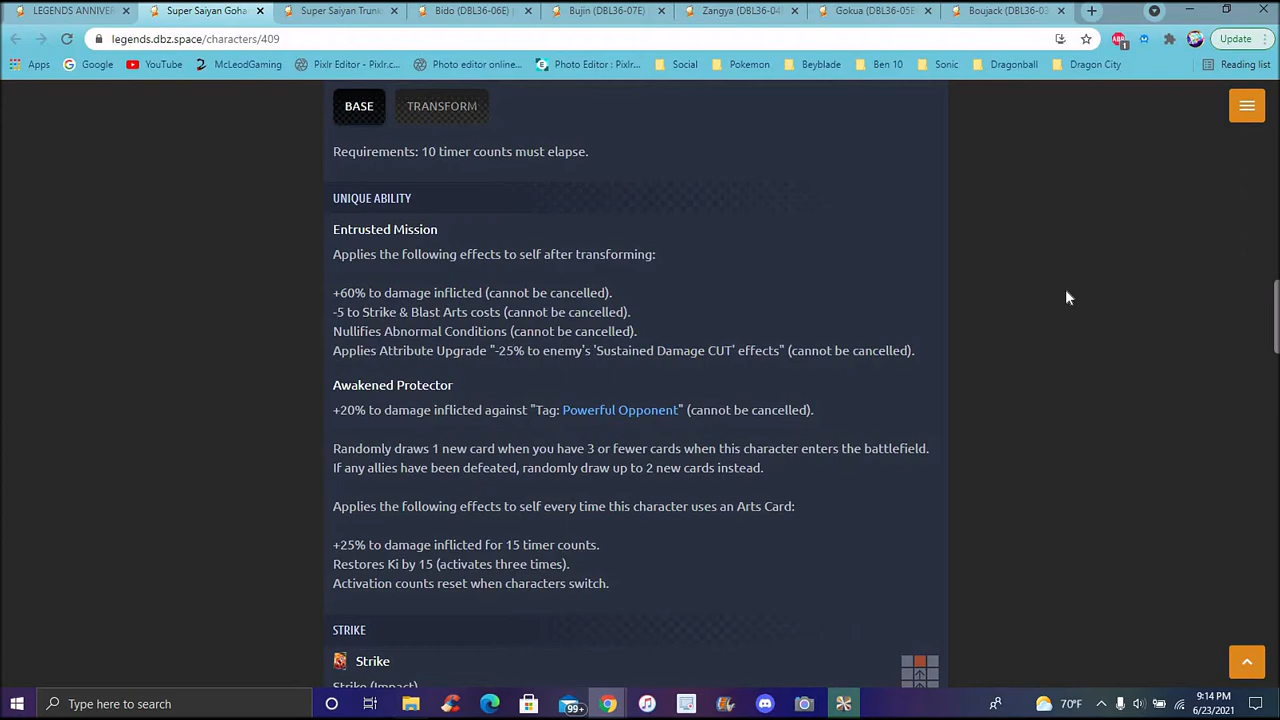 LEGENDS ANNIVER
Super Saiyan Goha
Super Saiyan Trunk
Bido (DBL36-06E)
Bujin (DBL36-07E)
Zangya (DBL36-04
Gokua (DBL36-05E
Boujack (DBL36-03
legends.dbz.space/characters/409
Update
Apps
Google
YouTube
McLeodGaming
Pixlr Editor - Pixlr.c...
Photo editor online...
Photo Editor : Pixlr...
Social
Pokemon
Beyblade
Ben 10
Sonic
Dragonball
Dragon City
Reading list
BASE
TRANSFORM
Requirements: 10 timer counts must elapse.
UNIQUE ABILITY
Entrusted Mission
Applies the following effects to self after transforming:
+60% to damage inflicted (cannot be cancelled).
-5 to Strike & Blast Arts costs (cannot be cancelled).
Nullifies Abnormal Conditions (cannot be cancelled).
Applies Attribute Upgrade "-25% to enemy's 'Sustained Damage CUT' effects" (cannot be cancelled).
Awakened Protector
+20% to damage inflicted against "Tag: Powerful Opponent" (cannot be cancelled).
Randomly draws 1 new card when you have 3 or fewer cards when this character enters the battlefield.
If any allies have been defeated, randomly draw up to 2 new cards instead.
Applies the following effects to self every time this character uses an Arts Card:
+25% to damage inflicted for 15 timer counts.
Restores Ki by 15 (activates three times).
Activation counts reset when characters switch.
STRIKE
Strike
Strike (Impact)
Type here to search
99+
70°F
9:14 PM
6/23/2021